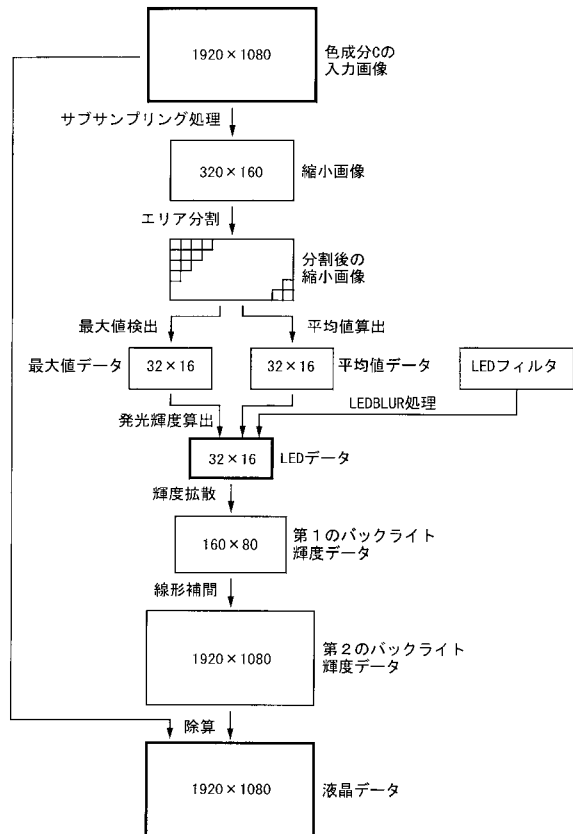 1920×1080
色成分Cの
入力画像
サブサンプリング処理
320×160
縮小画像
エリア分割
分割後の
縮小画像
最大値検出
平均値算出
最大値データ
32×16
32×16
平均値データ
LEDフィルタ
発光輝度算出
LEDBLUR処理
32×16
LEDデータ
輝度拡散
160×80
第1のバックライト
輝度データ
線形補間
1920×1080
第2のバックライト
輝度データ
除算
1920×1080
液晶データ